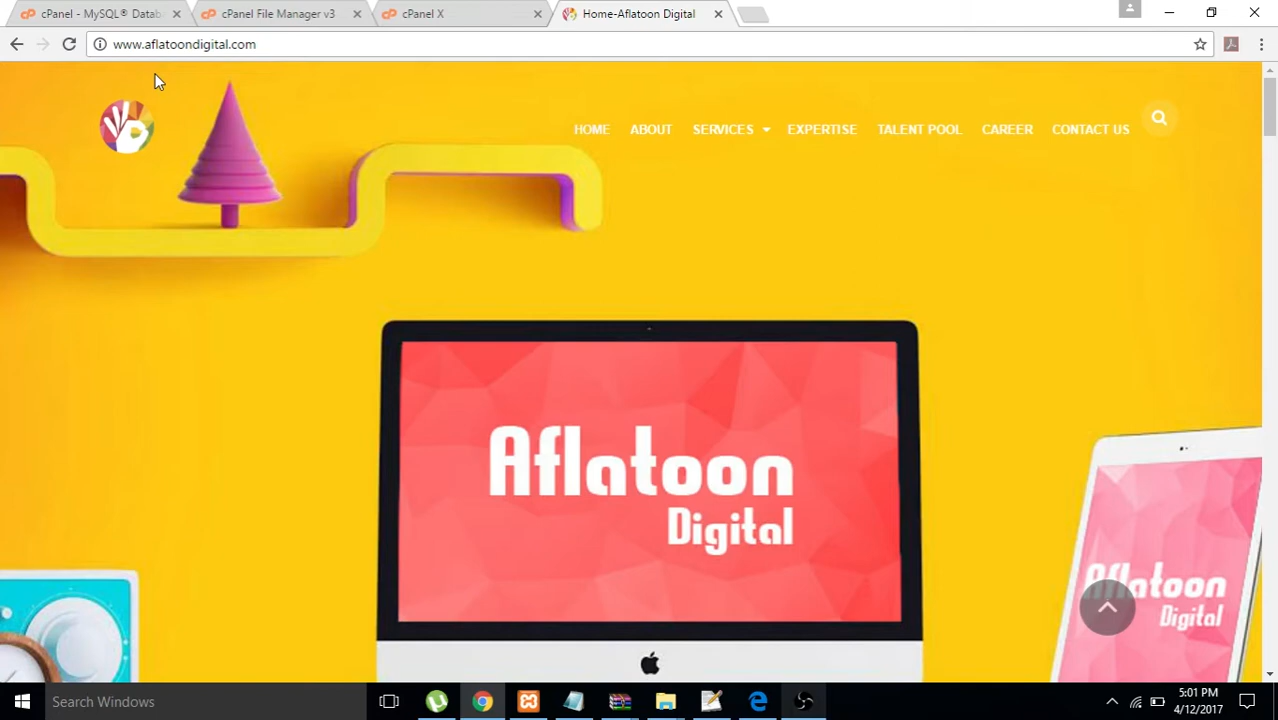 cPanel - MySQL® Datab
cPanel File Manager v3
cPanel X
Home-Aflatoon Digital
www.aflatoondigital.com
HOME
ABOUT
SERVICES
EXPERTISE
TALENT POOL
CAREER
CONTACT US
Aflatoon
Digital
Aflatoon
Digital
Search Windows
5:01 PM
4/12/2017